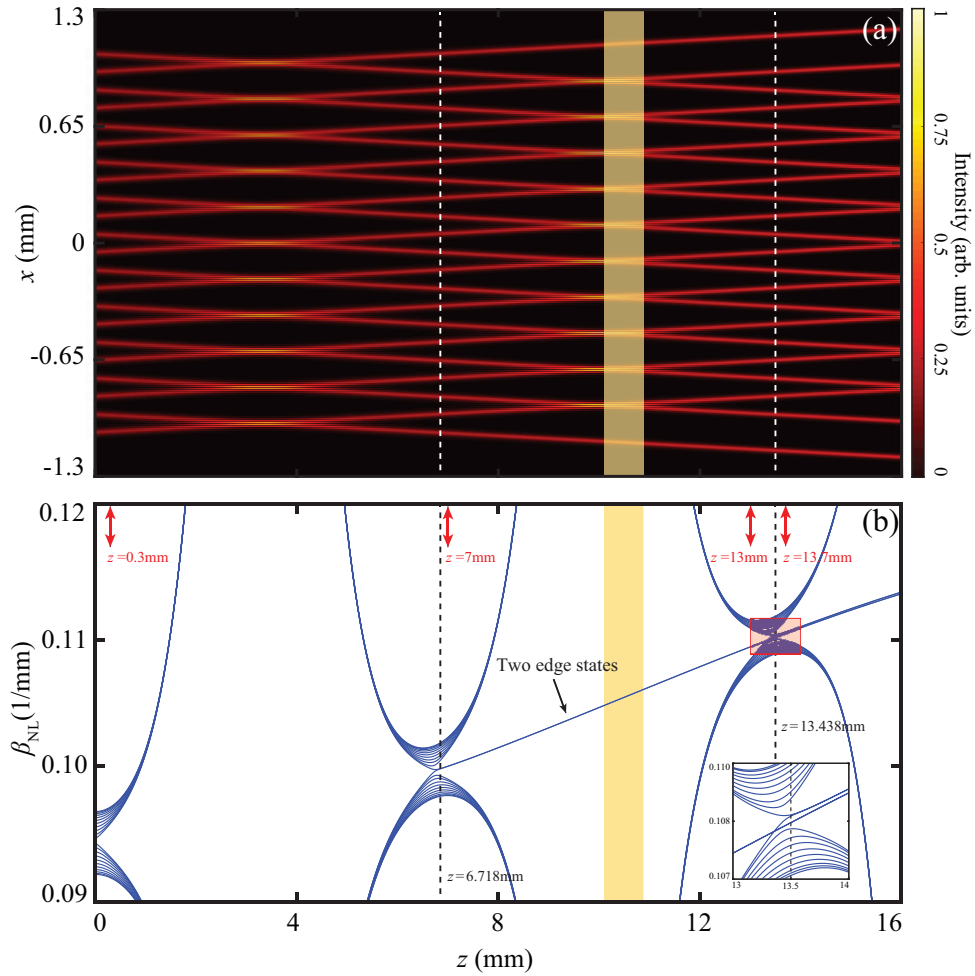 (a)
1.3
0.65
0
-0.65
-1.3
x (mm)
1
0.75
0.5
0.25
0
Intensity (arb. units)
(b)
0.12
0.11
0.10
0.09
βNL(1/mm)
z =0.3mm
z =7mm
z =13mm
z =13.7mm
Two edge states
z =13.438mm
z =6.718mm
0.110
0.108
0.107
13
13.5
14
0
4
8
12
16
z (mm)